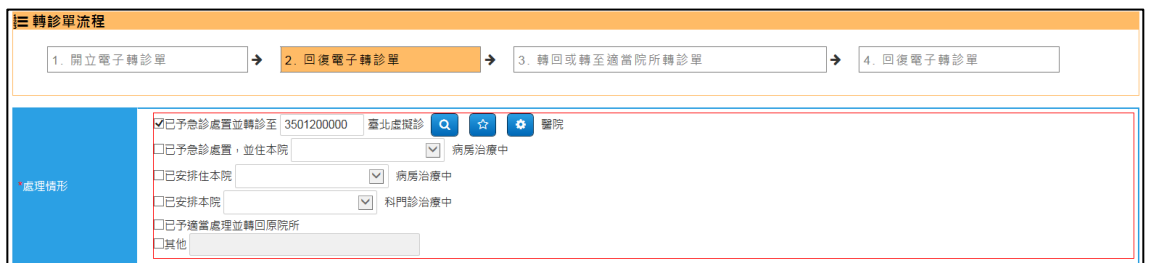 轉診單流程
1. 開立電子轉診單 → 2. 回復電子轉診單 → 3. 轉回或轉至適當院所轉診單 → 4. 回復電子轉診單
☑已予急診處置並轉診至 3501200000 臺北虛擬診 醫院
□已予急診處置，並住本院 病房治療中
□已安排住本院 病房治療中
*處理情形
□已安排本院 科門診治療中
□已予適當處理並轉回原院所
□其他